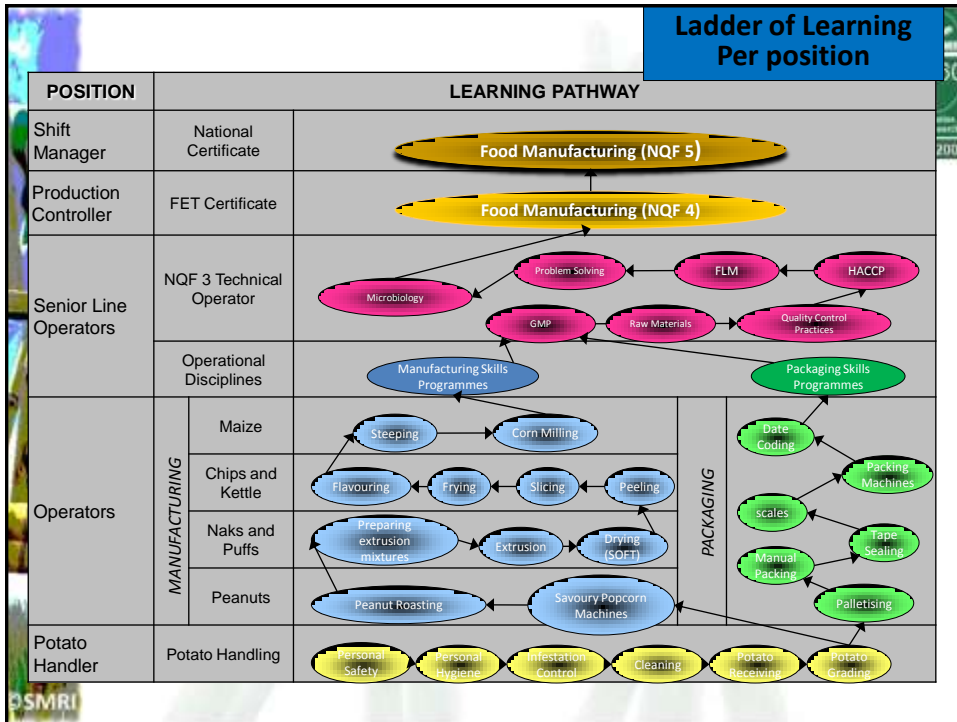 Ladder of Learning
Per position
POSITION
LEARNING PATHWAY
Shift
Manager
National
Certificate
Food Manufacturing (NQF 5)
Production
Controller
FET Certificate
Food Manufacturing (NQF 4)
Senior Line
Operators
NQF 3 Technical
Operator
Problem Solving
FLM
HACCP
Microbiology
GMP
Raw Materials
Quality Control
Practices
Operational
Disciplines
Manufacturing Skills
Programmes
Packaging Skills
Programmes
Operators
MANUFACTURING
Maize
Steeping
Corn Milling
Chips and
Kettle
Flavouring
Frying
Slicing
Peeling
Naks and
Puffs
Preparing
extrusion
mixtures
Extrusion
Drying
(SOFT)
Peanuts
Peanut Roasting
Savoury Popcorn
Machines
PACKAGING
Date
Coding
Packing
Machines
scales
Tape
Sealing
Manual
Packing
Palletising
Potato
Handler
Potato Handling
Personal
Safety
Personal
Hygiene
Infestation
Control
Cleaning
Potato
Receiving
Potato
Grading
SMRI